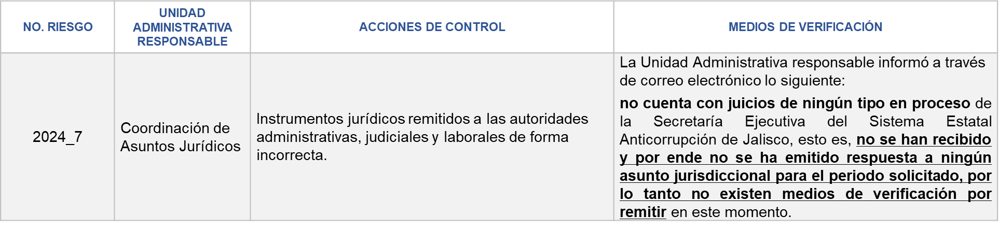 NO. RIESGO
UNIDAD
ADMINISTRATIVA
RESPONSABLE
ACCIONES DE CONTROL
MEDIOS DE VERIFICACIÓN
2024_7
Coordinación de
Asuntos Jurídicos
Instrumentos jurídicos remitidos a las autoridades
administrativas, judiciales y laborales de forma
incorrecta.
La Unidad Administrativa responsable informó a través
de correo electrónico lo siguiente:
no cuenta con juicios de ningún tipo en proceso de
la Secretaría Ejecutiva del Sistema Estatal
Anticorrupción de Jalisco, esto es, no se han recibido
y por ende no se ha emitido respuesta a ningún
asunto jurisdiccional para el periodo solicitado, por
lo tanto no existen medios de verificación por
remitir en este momento.